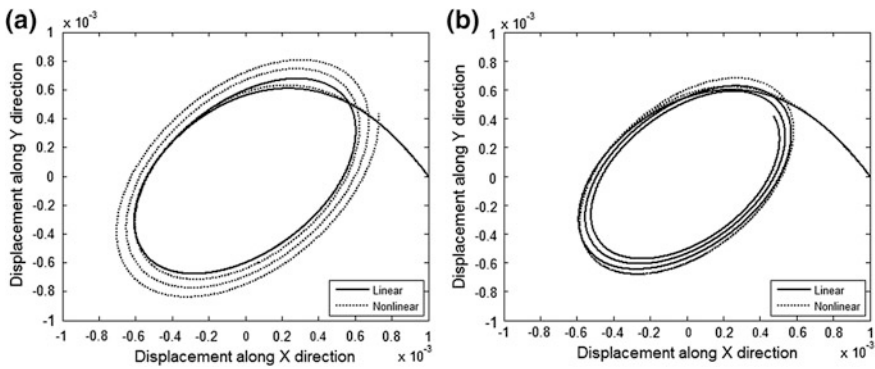 (a)
x 10⁻³
Displacement along Y direction
1
0.8
0.6
0.4
0.2
0
-0.2
-0.4
-0.6
-0.8
-1
-1 -0.8 -0.6 -0.4 -0.2 0 0.2 0.4 0.6 0.8 1
Displacement along X direction
x 10⁻³
Linear
Nonlinear
(b)
x 10⁻³
Displacement along Y direction
1
0.8
0.6
0.4
0.2
0
-0.2
-0.4
-0.6
-0.8
-1
-1 -0.8 -0.6 -0.4 -0.2 0 0.2 0.4 0.6 0.8 1
Displacement along X direction
x 10⁻³
Linear
Nonlinear